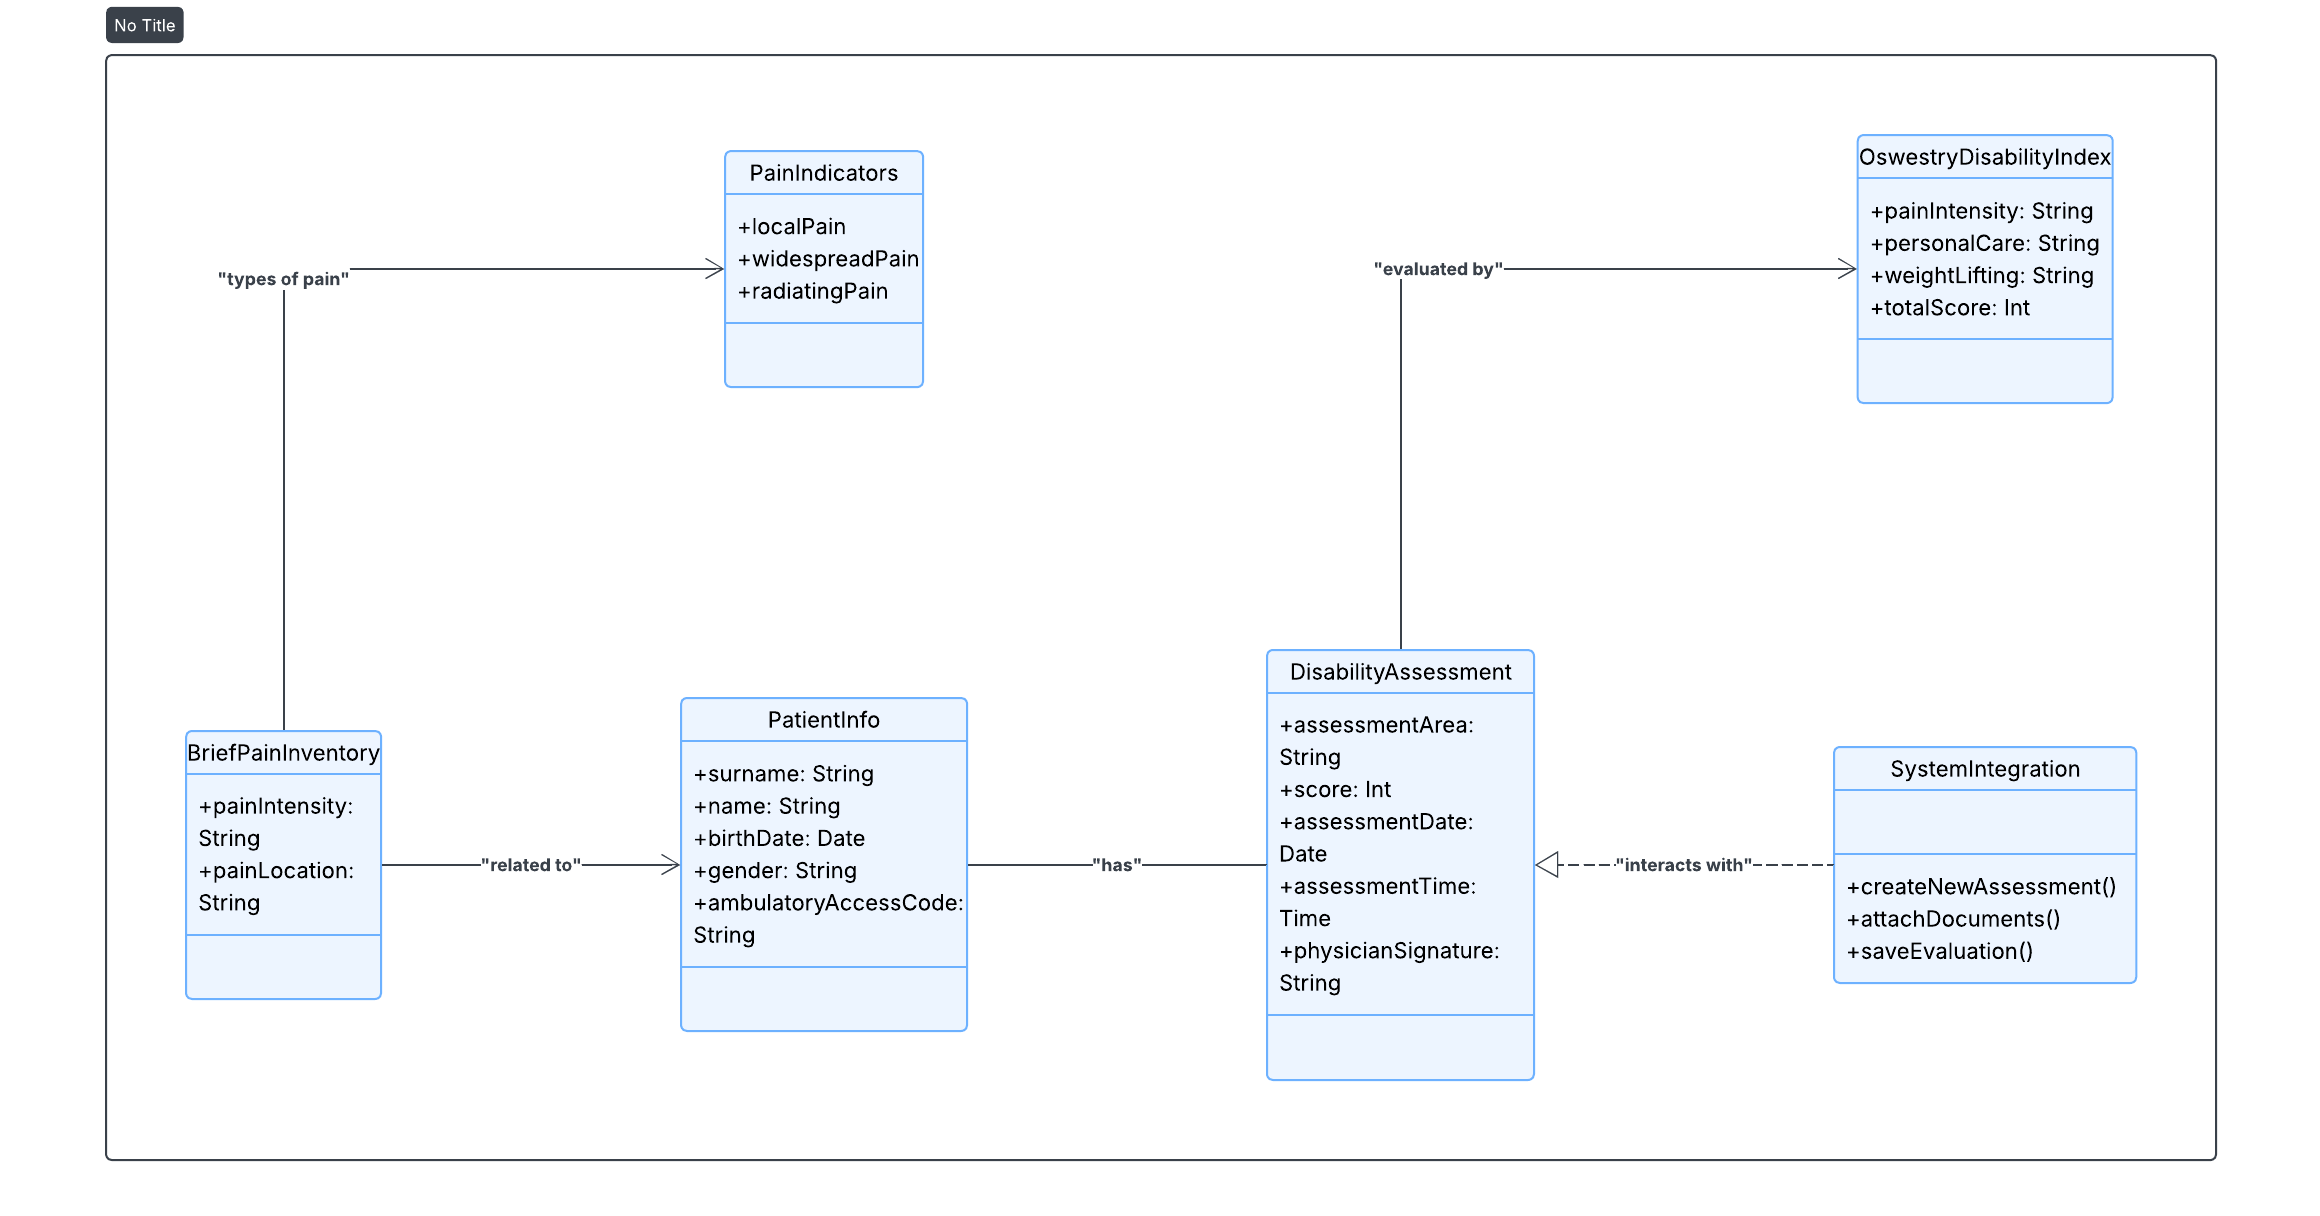 No Title
PainIndicators
+localPain
+widespreadPain
+radiatingPain
"types of pain"
OswestryDisabilityIndex
+painIntensity: String
+personalCare: String
+weightLifting: String
+totalScore: Int
"evaluated by"
BriefPainInventory
+painIntensity:
String
+painLocation:
String
"related to"
PatientInfo
+surname: String
+name: String
+birthDate: Date
+gender: String
+ambulatoryAccessCode:
String
"has"
DisabilityAssessment
+assessmentArea:
String
+score: Int
+assessmentDate:
Date
+assessmentTime:
Time
+physicianSignature:
String
"interacts with"
SystemIntegration
+createNewAssessment()
+attachDocuments()
+saveEvaluation()